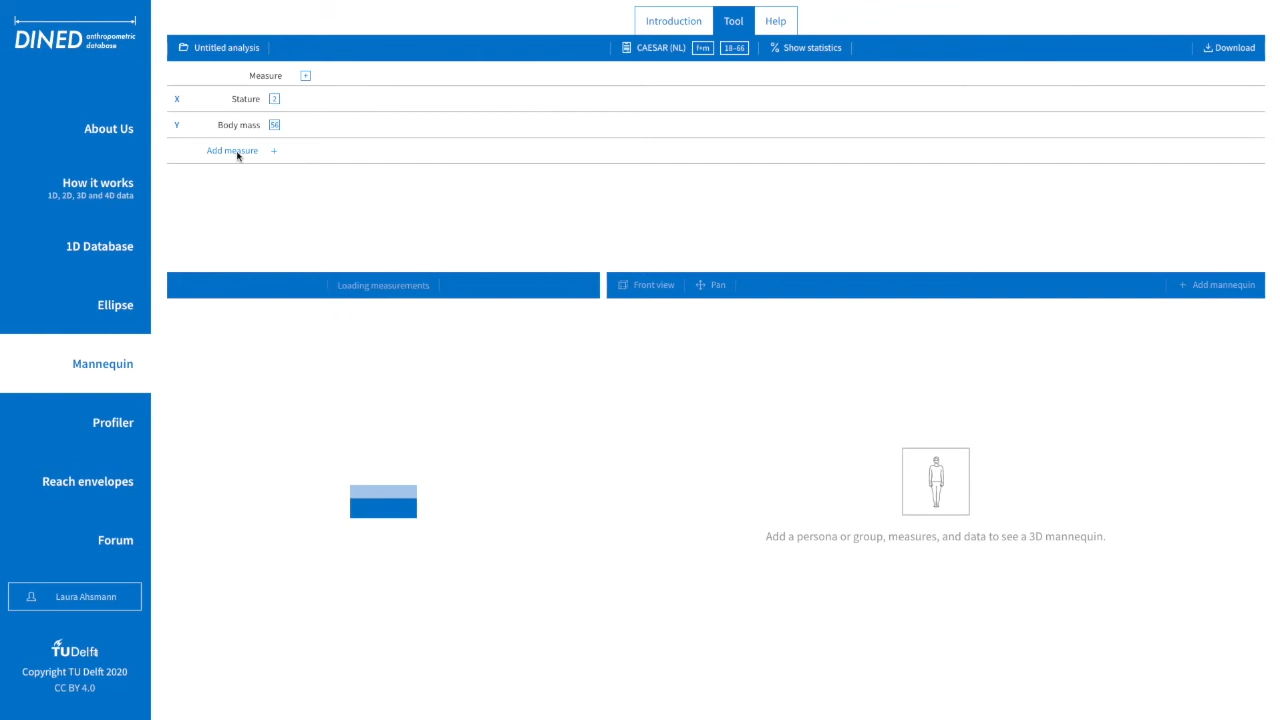 Introduction
Tool
Help
DINED anthropometric database
Untitled analysis
CAESAR (NL)
f+m
18-66
Show statistics
Download
Measure
+
X
Stature
2
Y
Body mass
56
Add measure +
About Us
How it works
1D, 2D, 3D and 4D data
1D Database
Ellipse
Mannequin
Profiler
Reach envelopes
Forum
Laura Ahsmann
TUDelft
Copyright TU Delft 2020
CC BY 4.0
Loading measurements
Front view
Pan
+ Add mannequin
Add a persona or group, measures, and data to see a 3D mannequin.